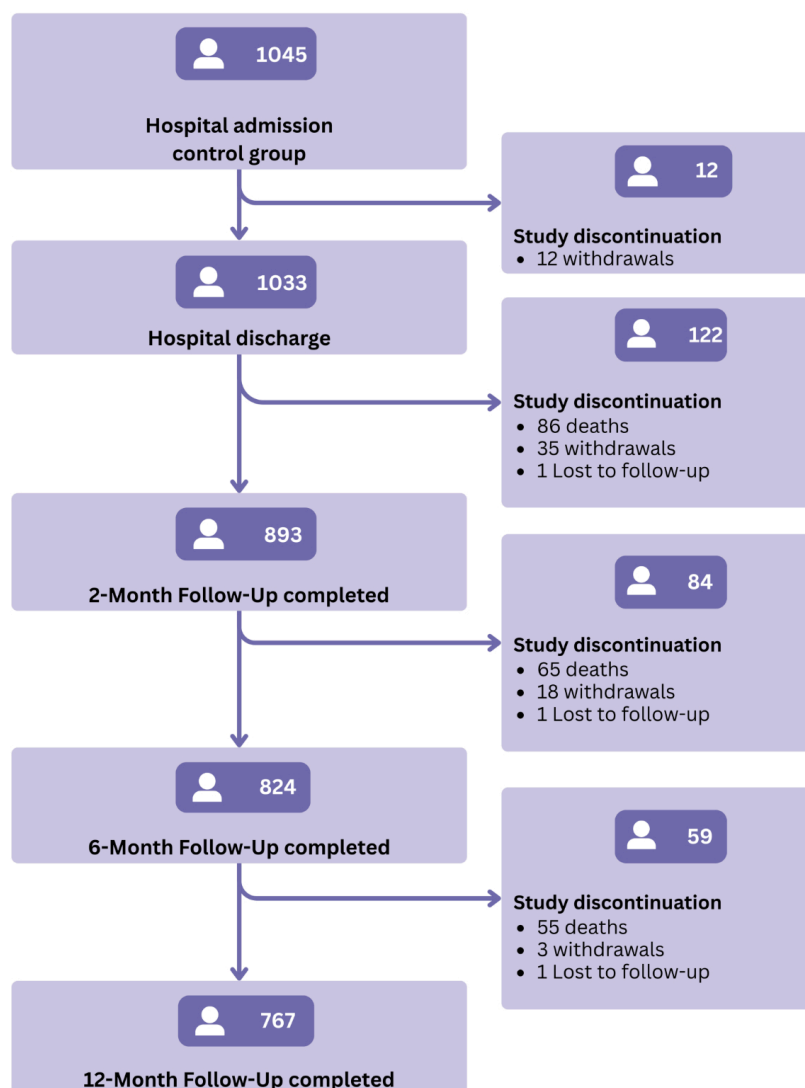 1045
Hospital admission
control group
12
Study discontinuation
• 12 withdrawals
1033
Hospital discharge
122
Study discontinuation
• 86 deaths
• 35 withdrawals
• 1 Lost to follow-up
893
2-Month Follow-Up completed
84
Study discontinuation
• 65 deaths
• 18 withdrawals
• 1 Lost to follow-up
824
6-Month Follow-Up completed
59
Study discontinuation
• 55 deaths
• 3 withdrawals
• 1 Lost to follow-up
767
12-Month Follow-Up completed